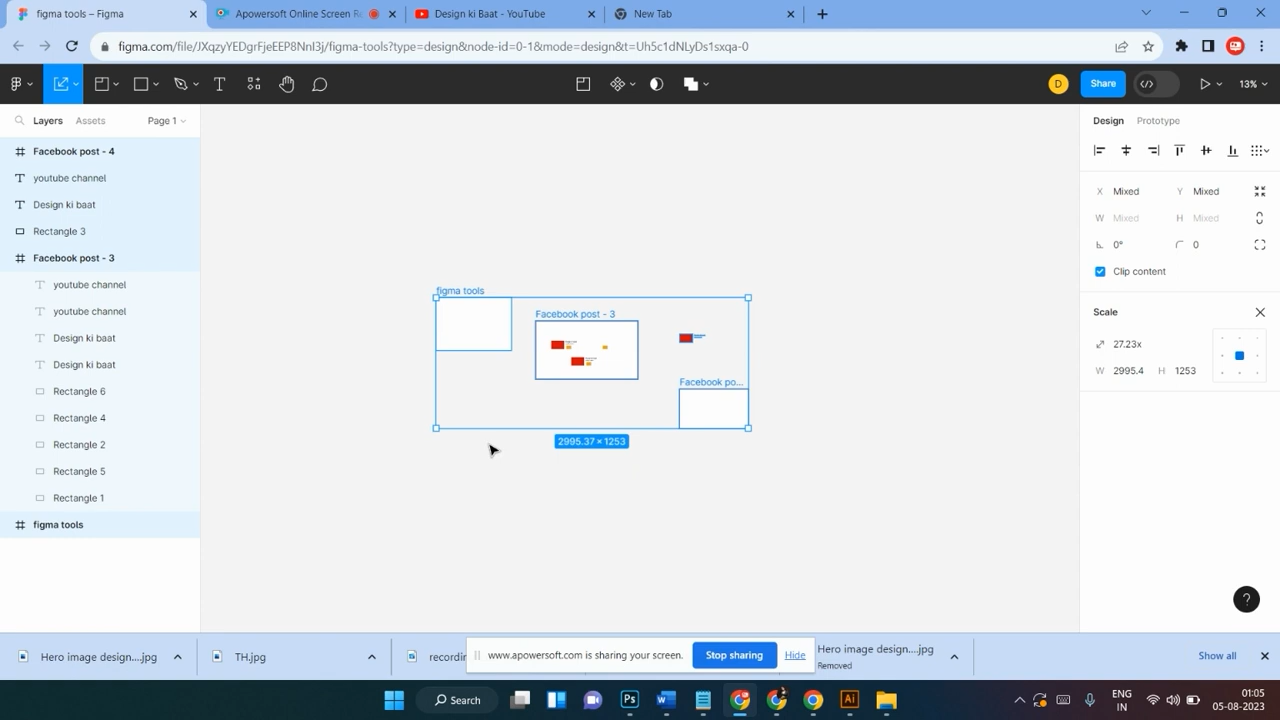 figma tools – Figma
Apowersoft Online Screen Re
Design ki Baat - YouTube
New Tab
figma.com/file/JXqzyYEDgrFjeEEP8NnI3j/figma-tools?type=design&node-id=0-1&mode=design&t=Uh5c1dNLyDs1sxqa-0
D
Share
13%
Layers
Assets
Page 1
Design
Prototype
Facebook post - 4
youtube channel
Design ki baat
Rectangle 3
Facebook post - 3
youtube channel
youtube channel
Design ki baat
Design ki baat
Rectangle 6
Rectangle 4
Rectangle 2
Rectangle 5
Rectangle 1
figma tools
figma tools
Facebook post - 3
Facebook po...
2995.37 × 1253
X Mixed Y Mixed
W Mixed H Mixed
0° 0
Clip content
Scale
27.23x
W 2995.4 H 1253
?
Hero image design....jpg
TH.jpg
recordin
www.apowersoft.com is sharing your screen.
Stop sharing
Hide
Hero image design....jpg
Removed
Show all
Search
ENG
IN
01:05
05-08-2023